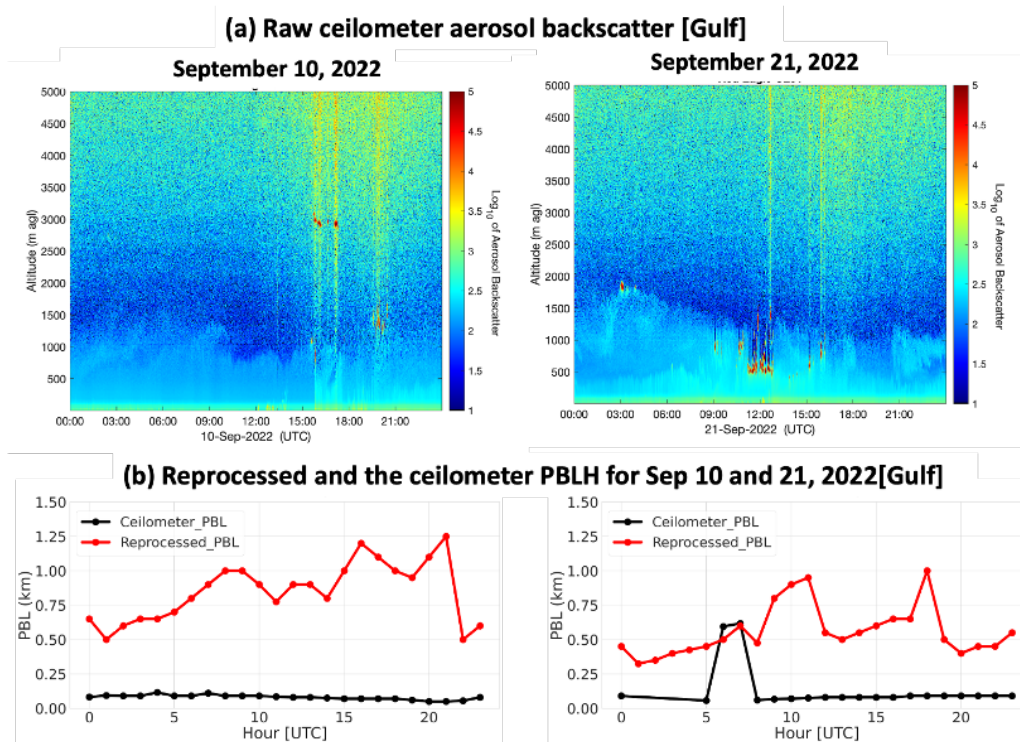 (a) Raw ceilometer aerosol backscatter [Gulf]
September 10, 2022
September 21, 2022
5000
4500
4000
3500
3000
2500
2000
1500
1000
500
Altitude (m agl)
00:00 03:00 06:00 09:00 12:00 15:00 18:00 21:00
10-Sep-2022 (UTC)
5
4.5
4
3.5
3
2.5
2
1.5
1
Log10 of Aerosol Backscatter
5000
4500
4000
3500
3000
2500
2000
1500
1000
500
Altitude (m agl)
00:00 03:00 06:00 09:00 12:00 15:00 18:00 21:00
21-Sep-2022 (UTC)
5
4.5
4
3.5
3
2.5
2
1.5
1
Log10 of Aerosol Backscatter
(b) Reprocessed and the ceilometer PBLH for Sep 10 and 21, 2022[Gulf]
1.50
1.25
1.00
0.75
0.50
0.25
0.00
PBL (km)
Ceilometer_PBL
Reprocessed_PBL
0 5 10 15 20
Hour [UTC]
1.50
1.25
1.00
0.75
0.50
0.25
0.00
PBL (km)
Ceilometer_PBL
Reprocessed_PBL
0 5 10 15 20
Hour [UTC]